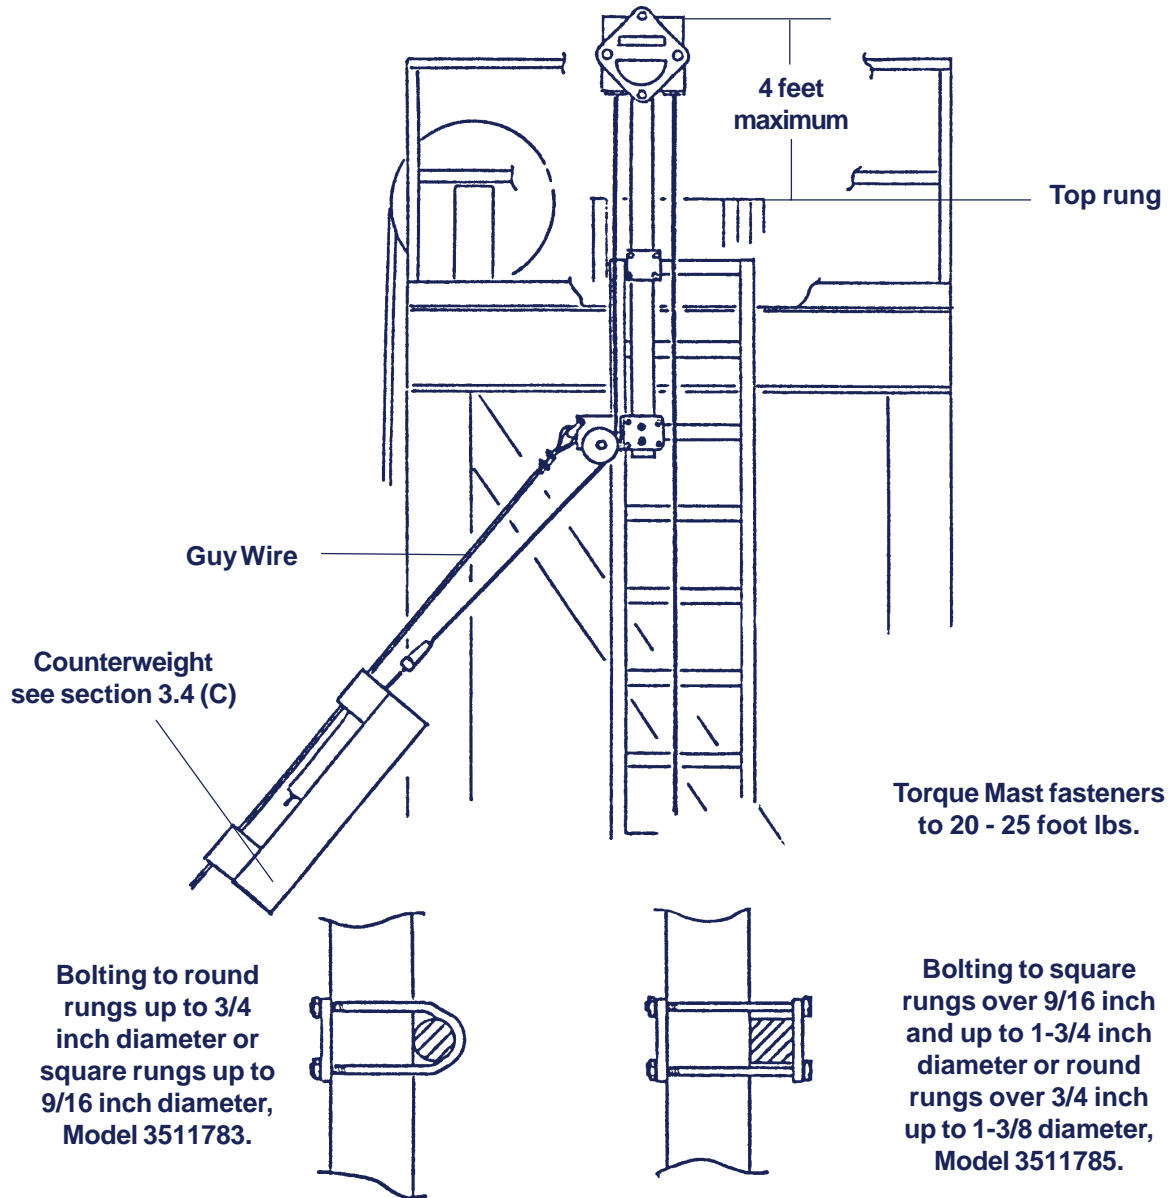 4 feet
maximum
Top rung
Guy Wire
Counterweight
see section 3.4 (C)
Torque Mast fasteners
to 20 - 25 foot lbs.
Bolting to round
rungs up to 3/4
inch diameter or
square rungs up to
9/16 inch diameter,
Model 3511783.
Bolting to square
rungs over 9/16 inch
and up to 1-3/4 inch
diameter or round
rungs over 3/4 inch
up to 1-3/8 diameter,
Model 3511785.